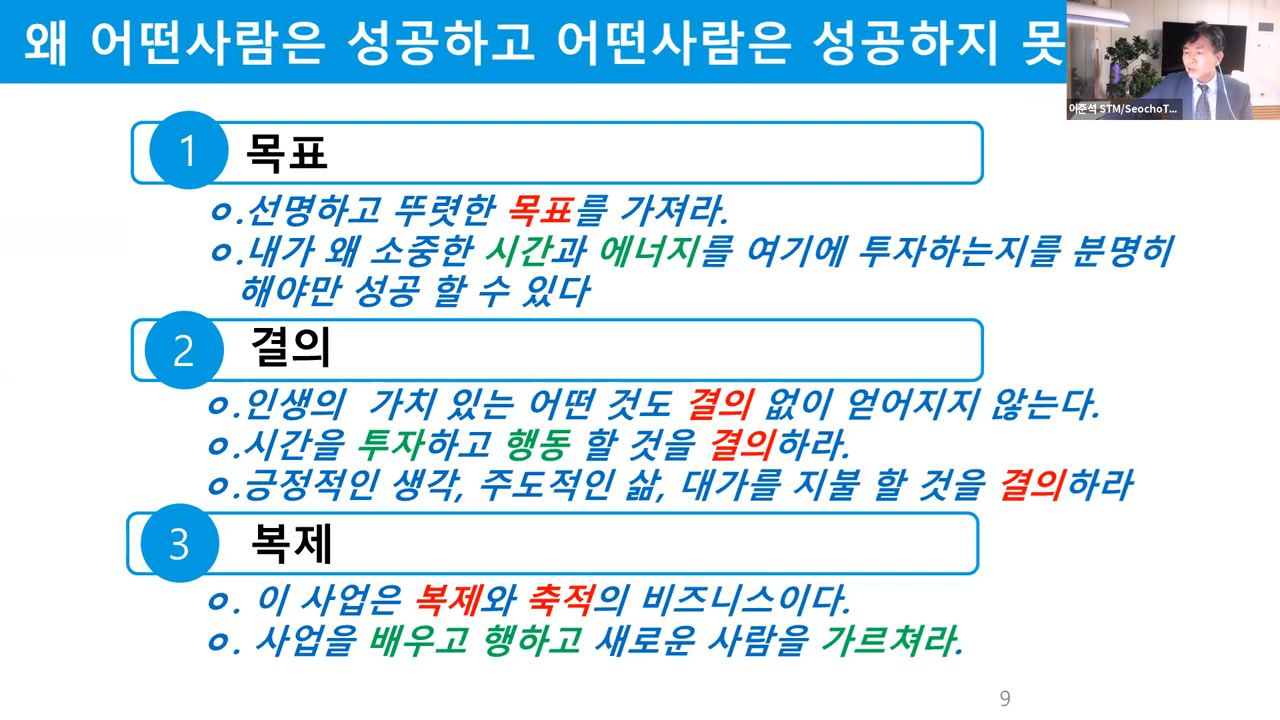 왜 어떤사람은 성공하고 어떤사람은 성공하지 못
이준석 STM/SeochoT...
1 목표
ㅇ.선명하고 뚜렷한 목표를 가져라.
ㅇ.내가 왜 소중한 시간과 에너지를 여기에 투자하는지를 분명히
해야만 성공 할 수 있다
2 결의
ㅇ.인생의 가치 있는 어떤 것도 결의 없이 얻어지지 않는다.
ㅇ.시간을 투자하고 행동 할 것을 결의하라.
ㅇ.긍정적인 생각, 주도적인 삶, 대가를 지불 할 것을 결의하라
3 복제
ㅇ. 이 사업은 복제와 축적의 비즈니스이다.
ㅇ. 사업을 배우고 행하고 새로운 사람을 가르쳐라.
9